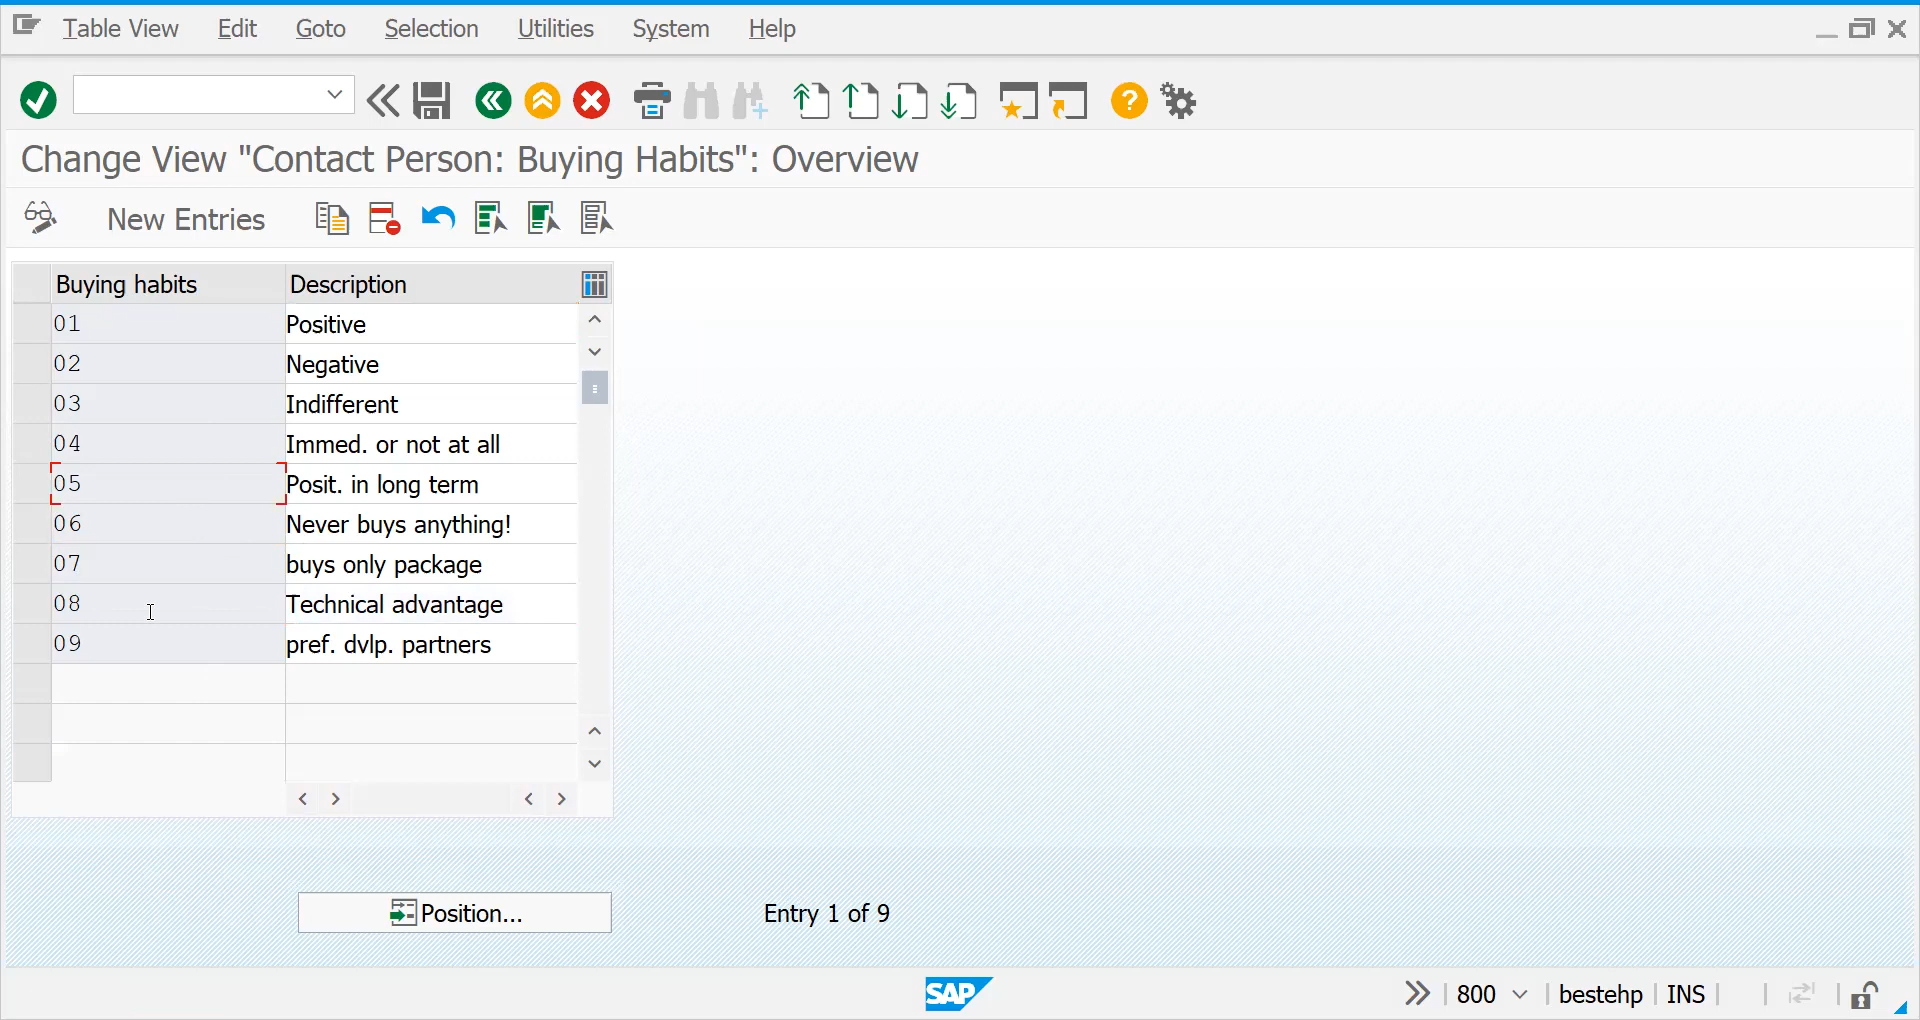 Table View Edit Goto Selection Utilities System Help
Change View "Contact Person: Buying Habits": Overview
New Entries
Buying habits Description
01 Positive
02 Negative
03 Indifferent
04 Immed. or not at all
05 Posit. in long term
06 Never buys anything!
07 buys only package
08 Technical advantage
09 pref. dvlp. partners
Position... Entry 1 of 9
SAP 800 bestehp INS